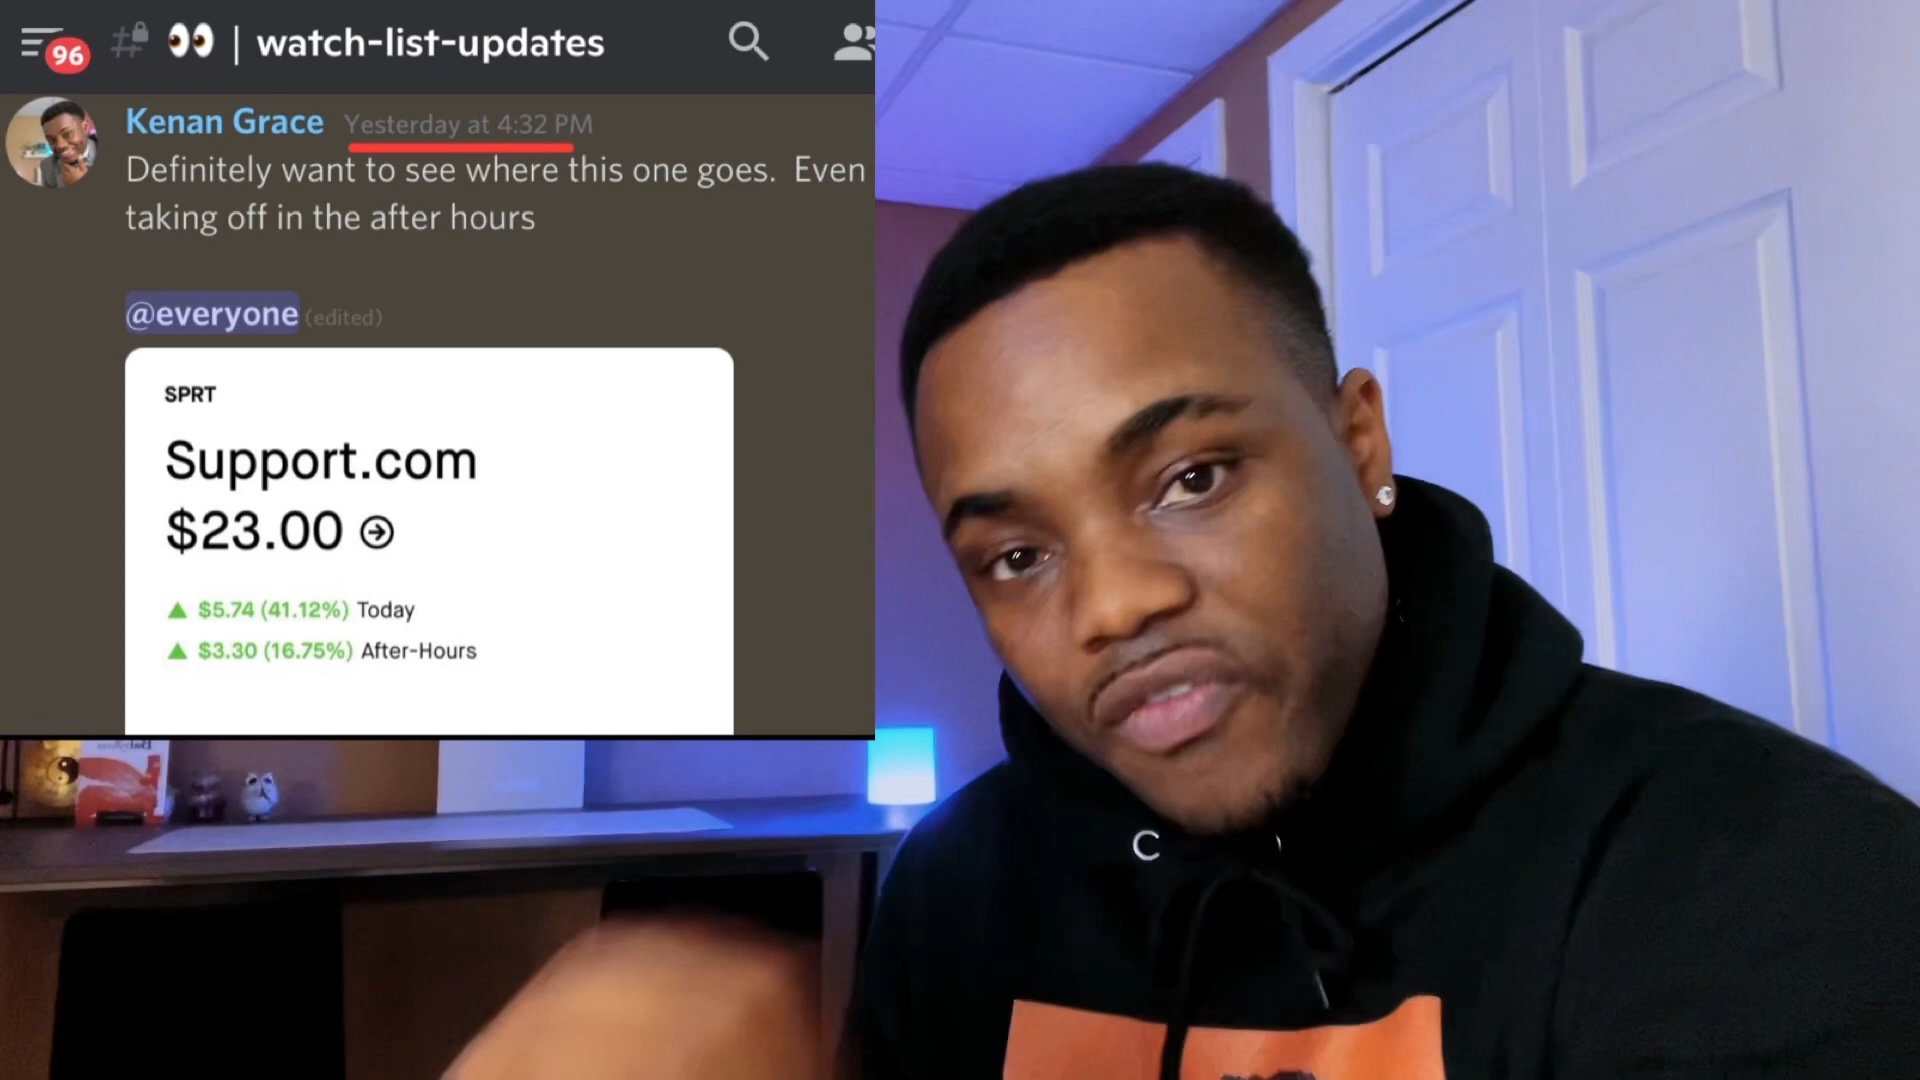 96 # 👀 | watch-list-updates
Kenan Grace Yesterday at 4:32 PM
Definitely want to see where this one goes. Even
taking off in the after hours
@everyone (edited)
SPRT
Support.com
$23.00
▲ $5.74 (41.12%) Today
▲ $3.30 (16.75%) After-Hours